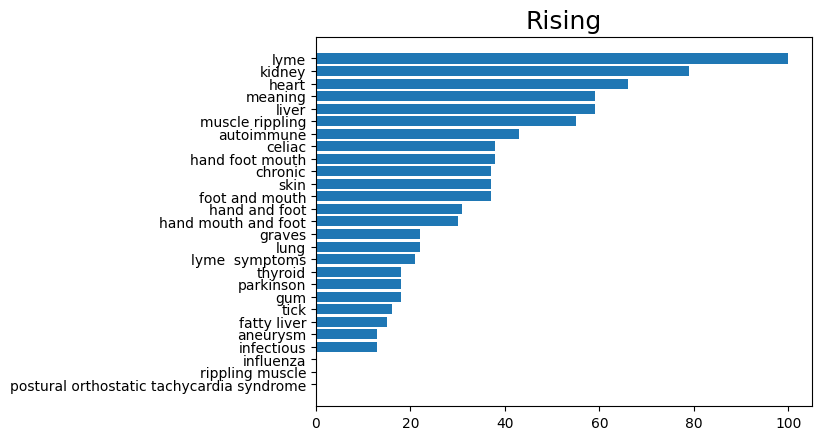 Rising
lyme
kidney
heart
meaning
liver
muscle rippling
autoimmune
celiac
hand foot mouth
chronic
skin
foot and mouth
hand and foot
hand mouth and foot
graves
lung
lyme  symptoms
thyroid
parkinson
gum
tick
fatty liver
aneurysm
infectious
influenza
rippling muscle
postural orthostatic tachycardia syndrome
0 20 40 60 80 100